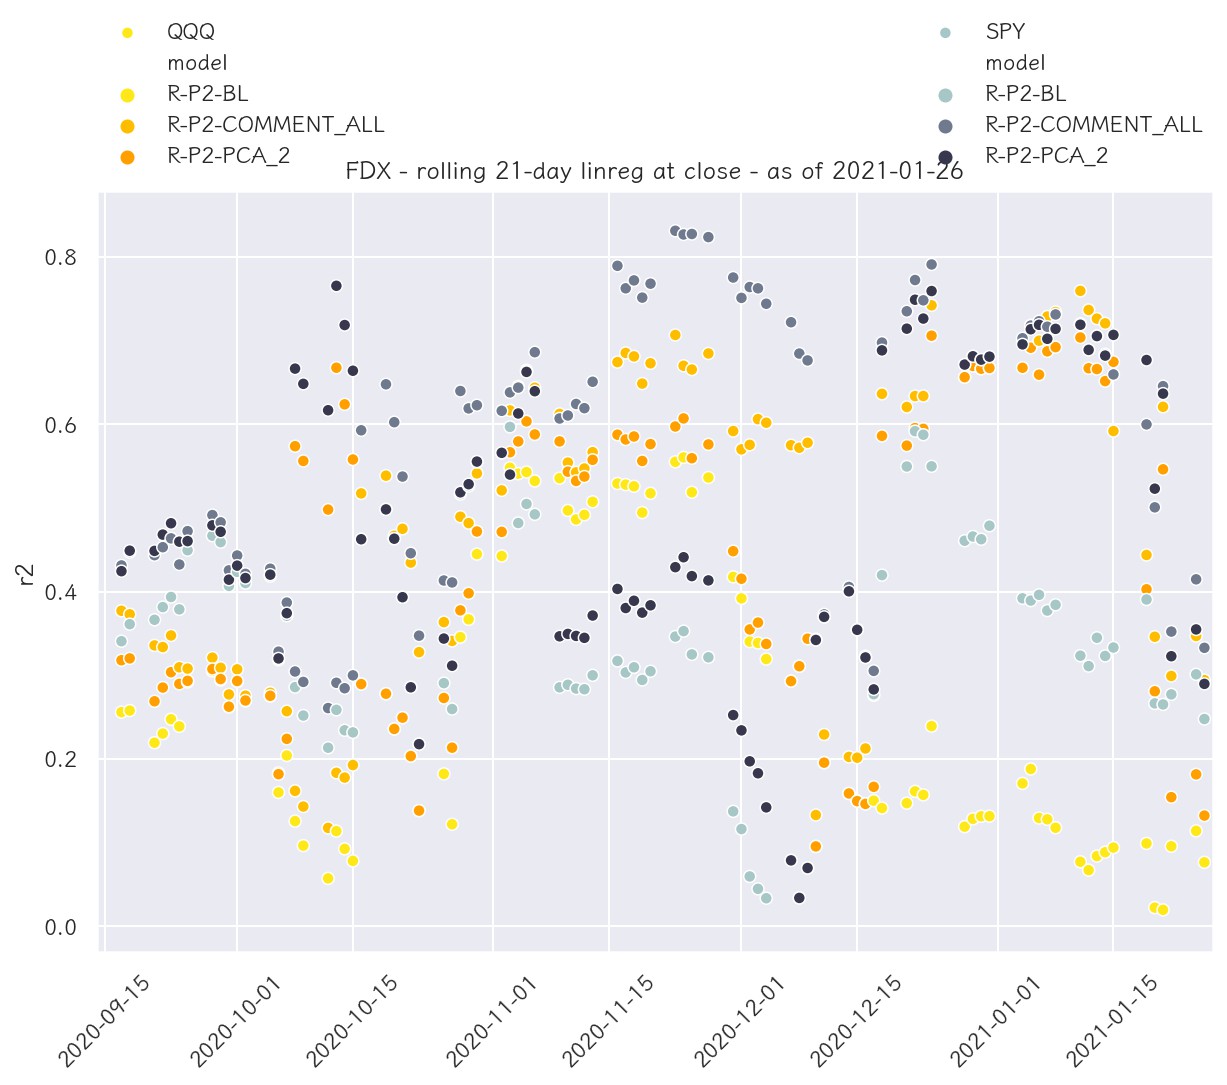 QQQ
model
R-P2-BL
R-P2-COMMENT_ALL
R-P2-PCA_2
SPY
model
R-P2-BL
R-P2-COMMENT_ALL
R-P2-PCA_2
FDX - rolling 21-day linreg at close - as of 2021-01-26
r2
0.8
0.6
0.4
0.2
0.0
2020-09-15
2020-10-01
2020-10-15
2020-11-01
2020-11-15
2020-12-01
2020-12-15
2021-01-01
2021-01-15